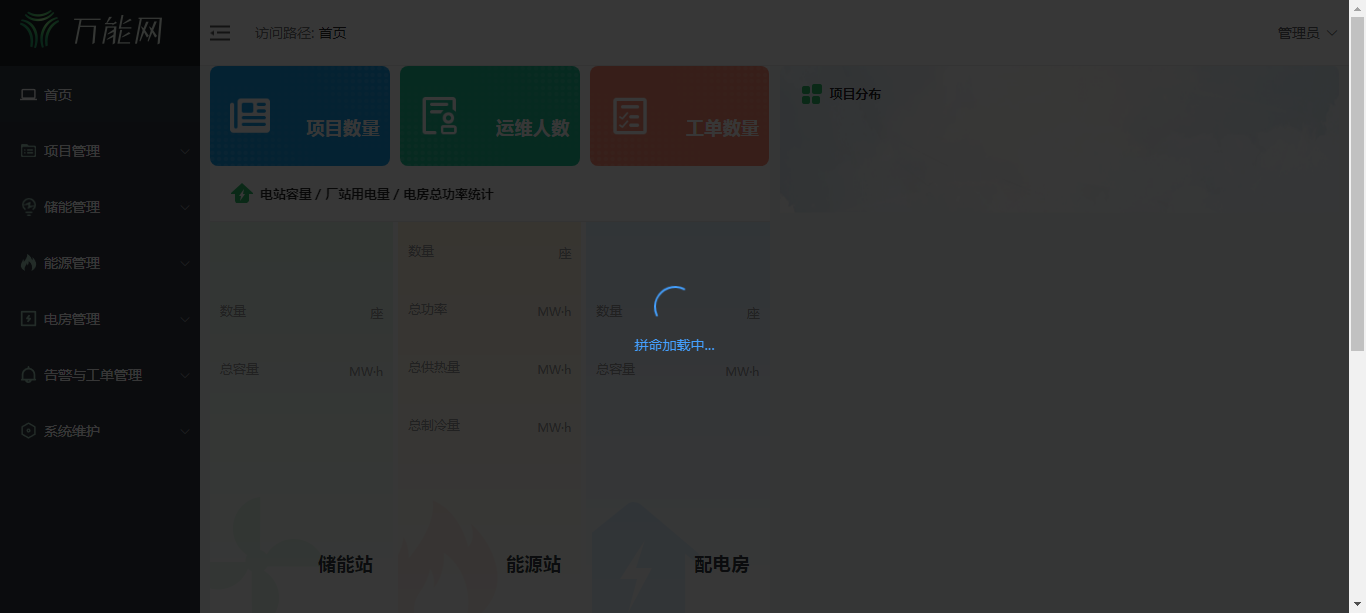 万能网
访问路径: 首页
管理员
首页
项目管理
储能管理
能源管理
电房管理
告警与工单管理
系统维护
项目数量
运维人数
工单数量
项目分布
电站容量 / 厂站用电量 / 电房总功率统计
数量 座
总容量 MW·h
储能站
数量 座
总功率 MW·h
总供热量 MW·h
总制冷量 MW·h
能源站
数量 座
总容量 MW·h
配电房
拼命加载中...